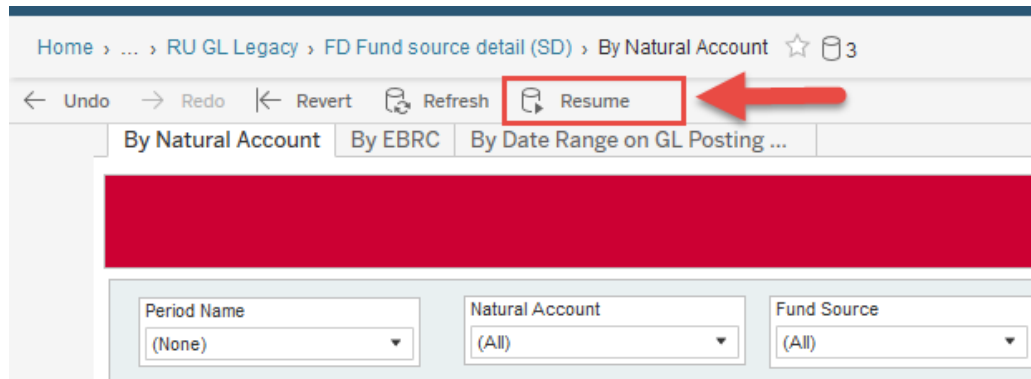 Home › ... › RU GL Legacy › FD Fund source detail (SD) › By Natural Account 3
Undo Redo Revert Refresh Resume
By Natural Account By EBRC By Date Range on GL Posting ...
Period Name Natural Account Fund Source
(None) (All) (All)